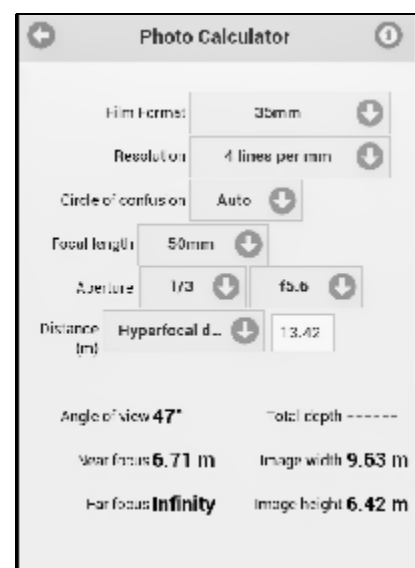 Photo Calculator
Film Format 35mm
Resolution 4 lines per mm
Circle of confusion Auto
Focal length 50mm
Aperture 1/3 f5.6
Distance (m) Hyperfocal d... 13.42
Angle of view 47° Total depth ------
Near focus 6.71 m Image width 9.63 m
Far focus Infinity Image height 6.42 m